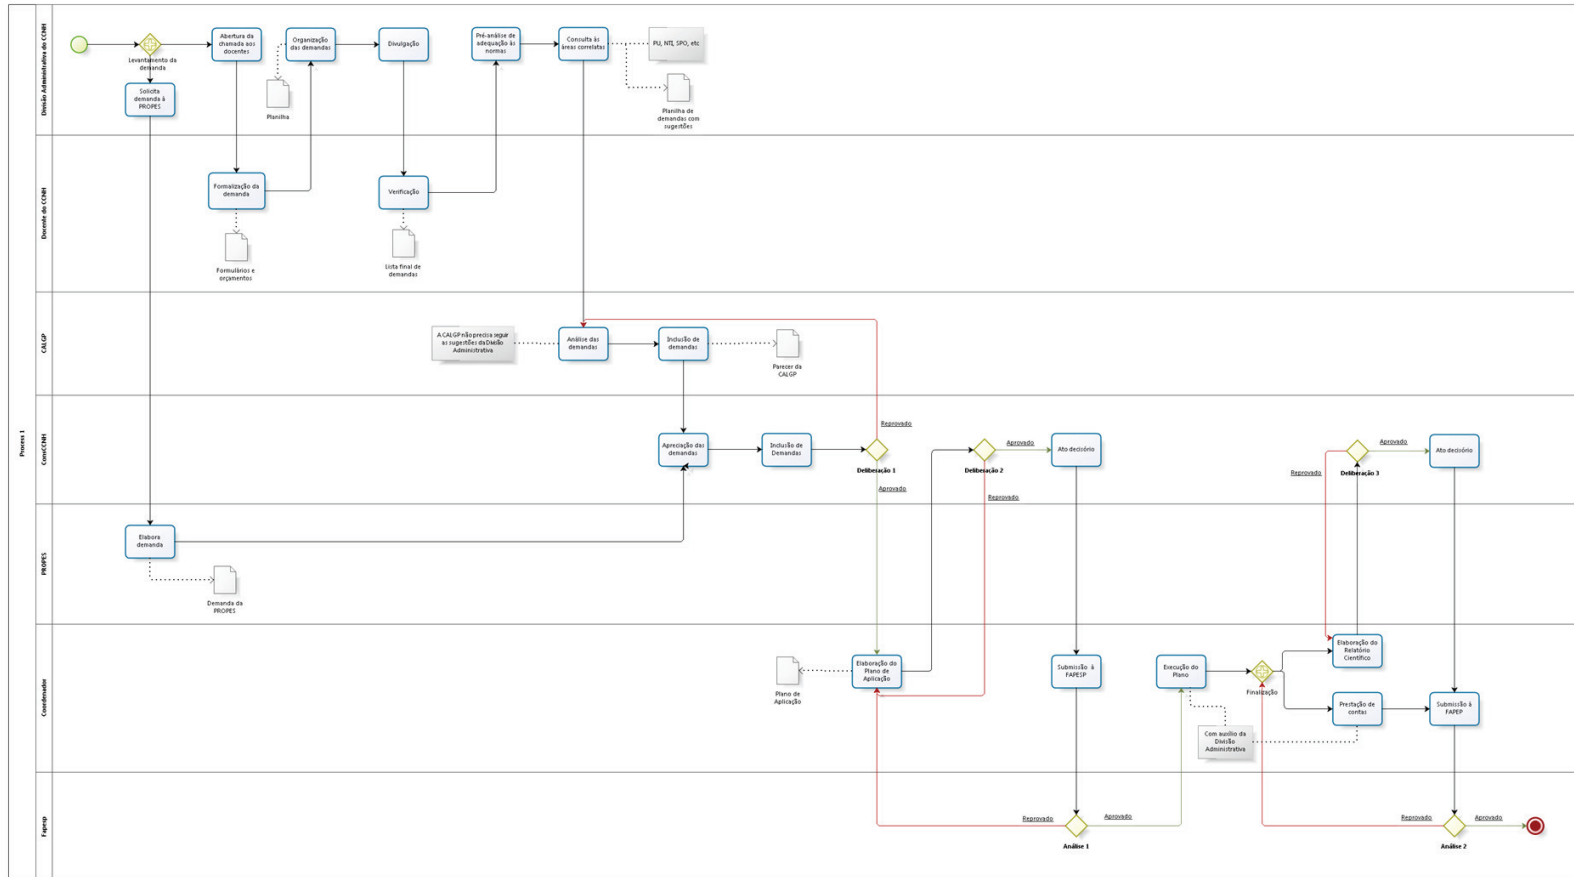 Process 1
Divisão Administrativa do CCNH
Levantamento da
demanda
Abertura da
chamada aos
docentes
Organização
das demandas
Divulgação
Pré-análise de
adequação às
normas
Consulta às
áreas correlatas
PU, NTI, SPO, etc
Solicita
demanda à
PROPES
Planilha
Planilha de
demandas com
sugestões
Docente do CCNH
Formalização da
demanda
Verificação
Formulários e
orçamentos
Lista final de
demandas
CALGP
A CALGP não precisa seguir
as sugestões da Divisão
Administrativa
Análise das
demandas
Inclusão de
demandas
Parecer da
CALGP
ConsCCNH
Apreciação das
demandas
Inclusão de
Demandas
Reprovado
Deliberação 1
Aprovado
Deliberação 2
Aprovado
Reprovado
Ato decisório
Reprovado
Deliberação 3
Aprovado
Ato decisório
PROPES
Elabora
demanda
Demanda da
PROPES
Coordenador
Plano de
Aplicação
Elaboração do
Plano de
Aplicação
Submissão à
FAPESP
Execução do
Plano
Finalização
Elaboração do
Relatório
Científico
Prestação de
contas
Submissão à
FAPEP
Com auxílio da
Divisão
Administrativa
Fapesp
Reprovado
Aprovado
Análise 1
Reprovado
Aprovado
Análise 2